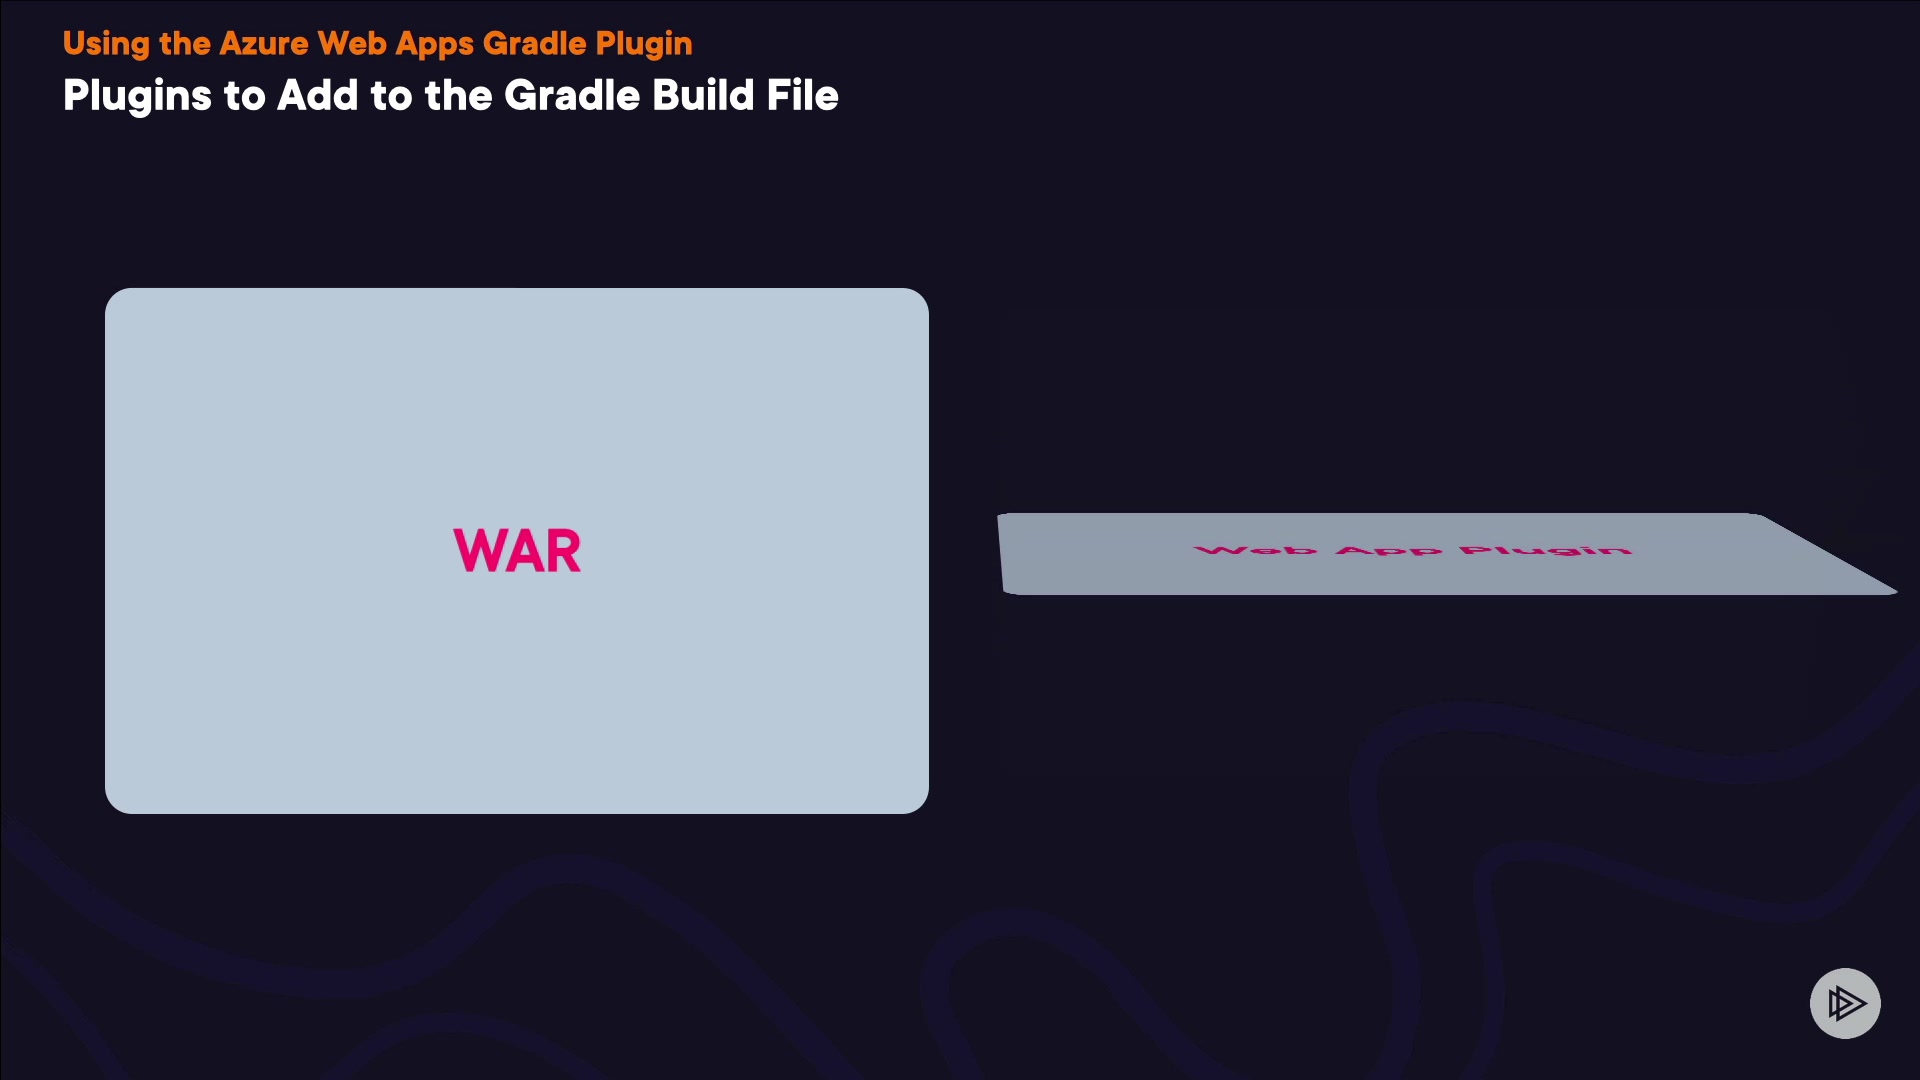 Using the Azure Web Apps Gradle Plugin
Plugins to Add to the Gradle Build File
WAR
Web App Plugin